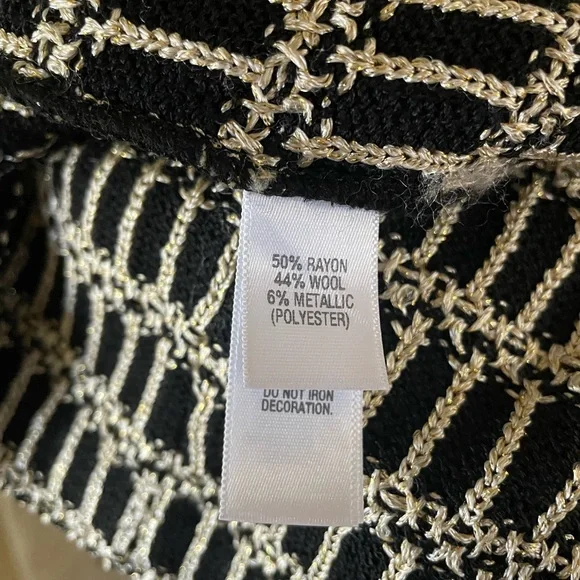 50% RAYON
44% WOOL
6% METALLIC
(POLYESTER)
DO NOT IRON
DECORATION.